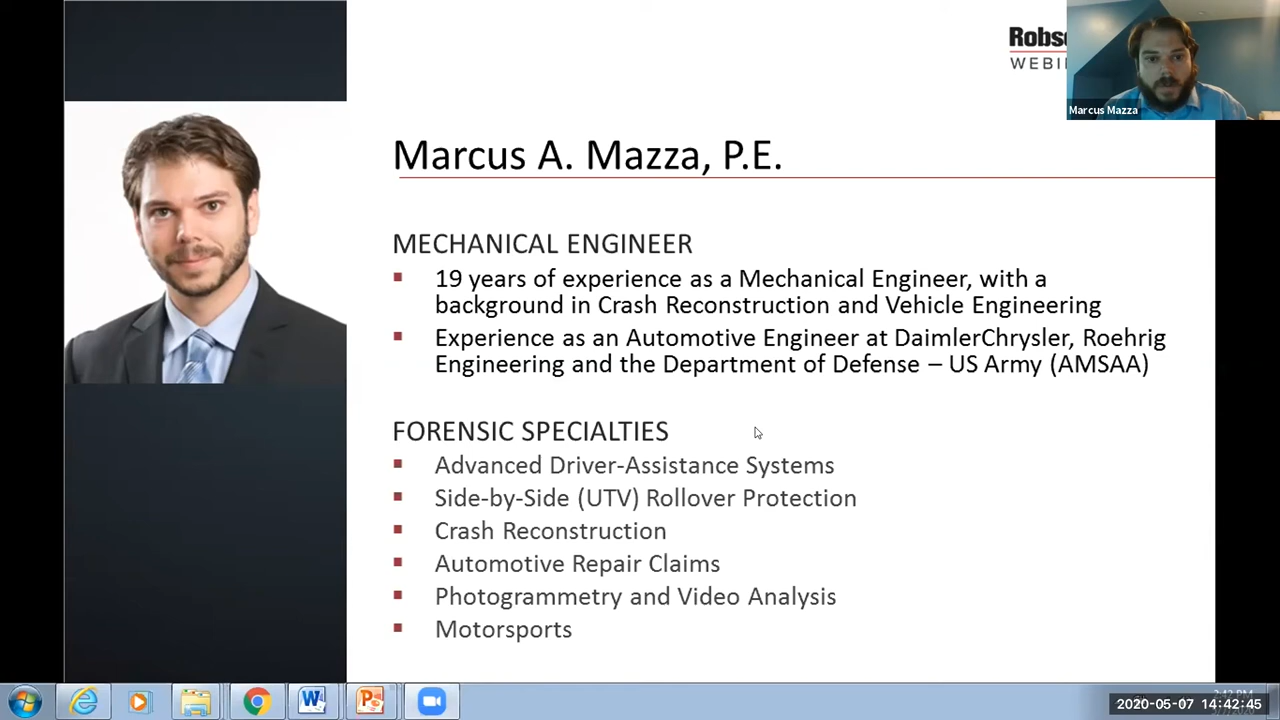 Marcus Mazza
Marcus A. Mazza, P.E.
MECHANICAL ENGINEER
19 years of experience as a Mechanical Engineer, with a
background in Crash Reconstruction and Vehicle Engineering
Experience as an Automotive Engineer at DaimlerChrysler, Roehrig
Engineering and the Department of Defense – US Army (AMSAA)
FORENSIC SPECIALTIES
Advanced Driver-Assistance Systems
Side-by-Side (UTV) Rollover Protection
Crash Reconstruction
Automotive Repair Claims
Photogrammetry and Video Analysis
Motorsports
2020-05-07 14:42:45